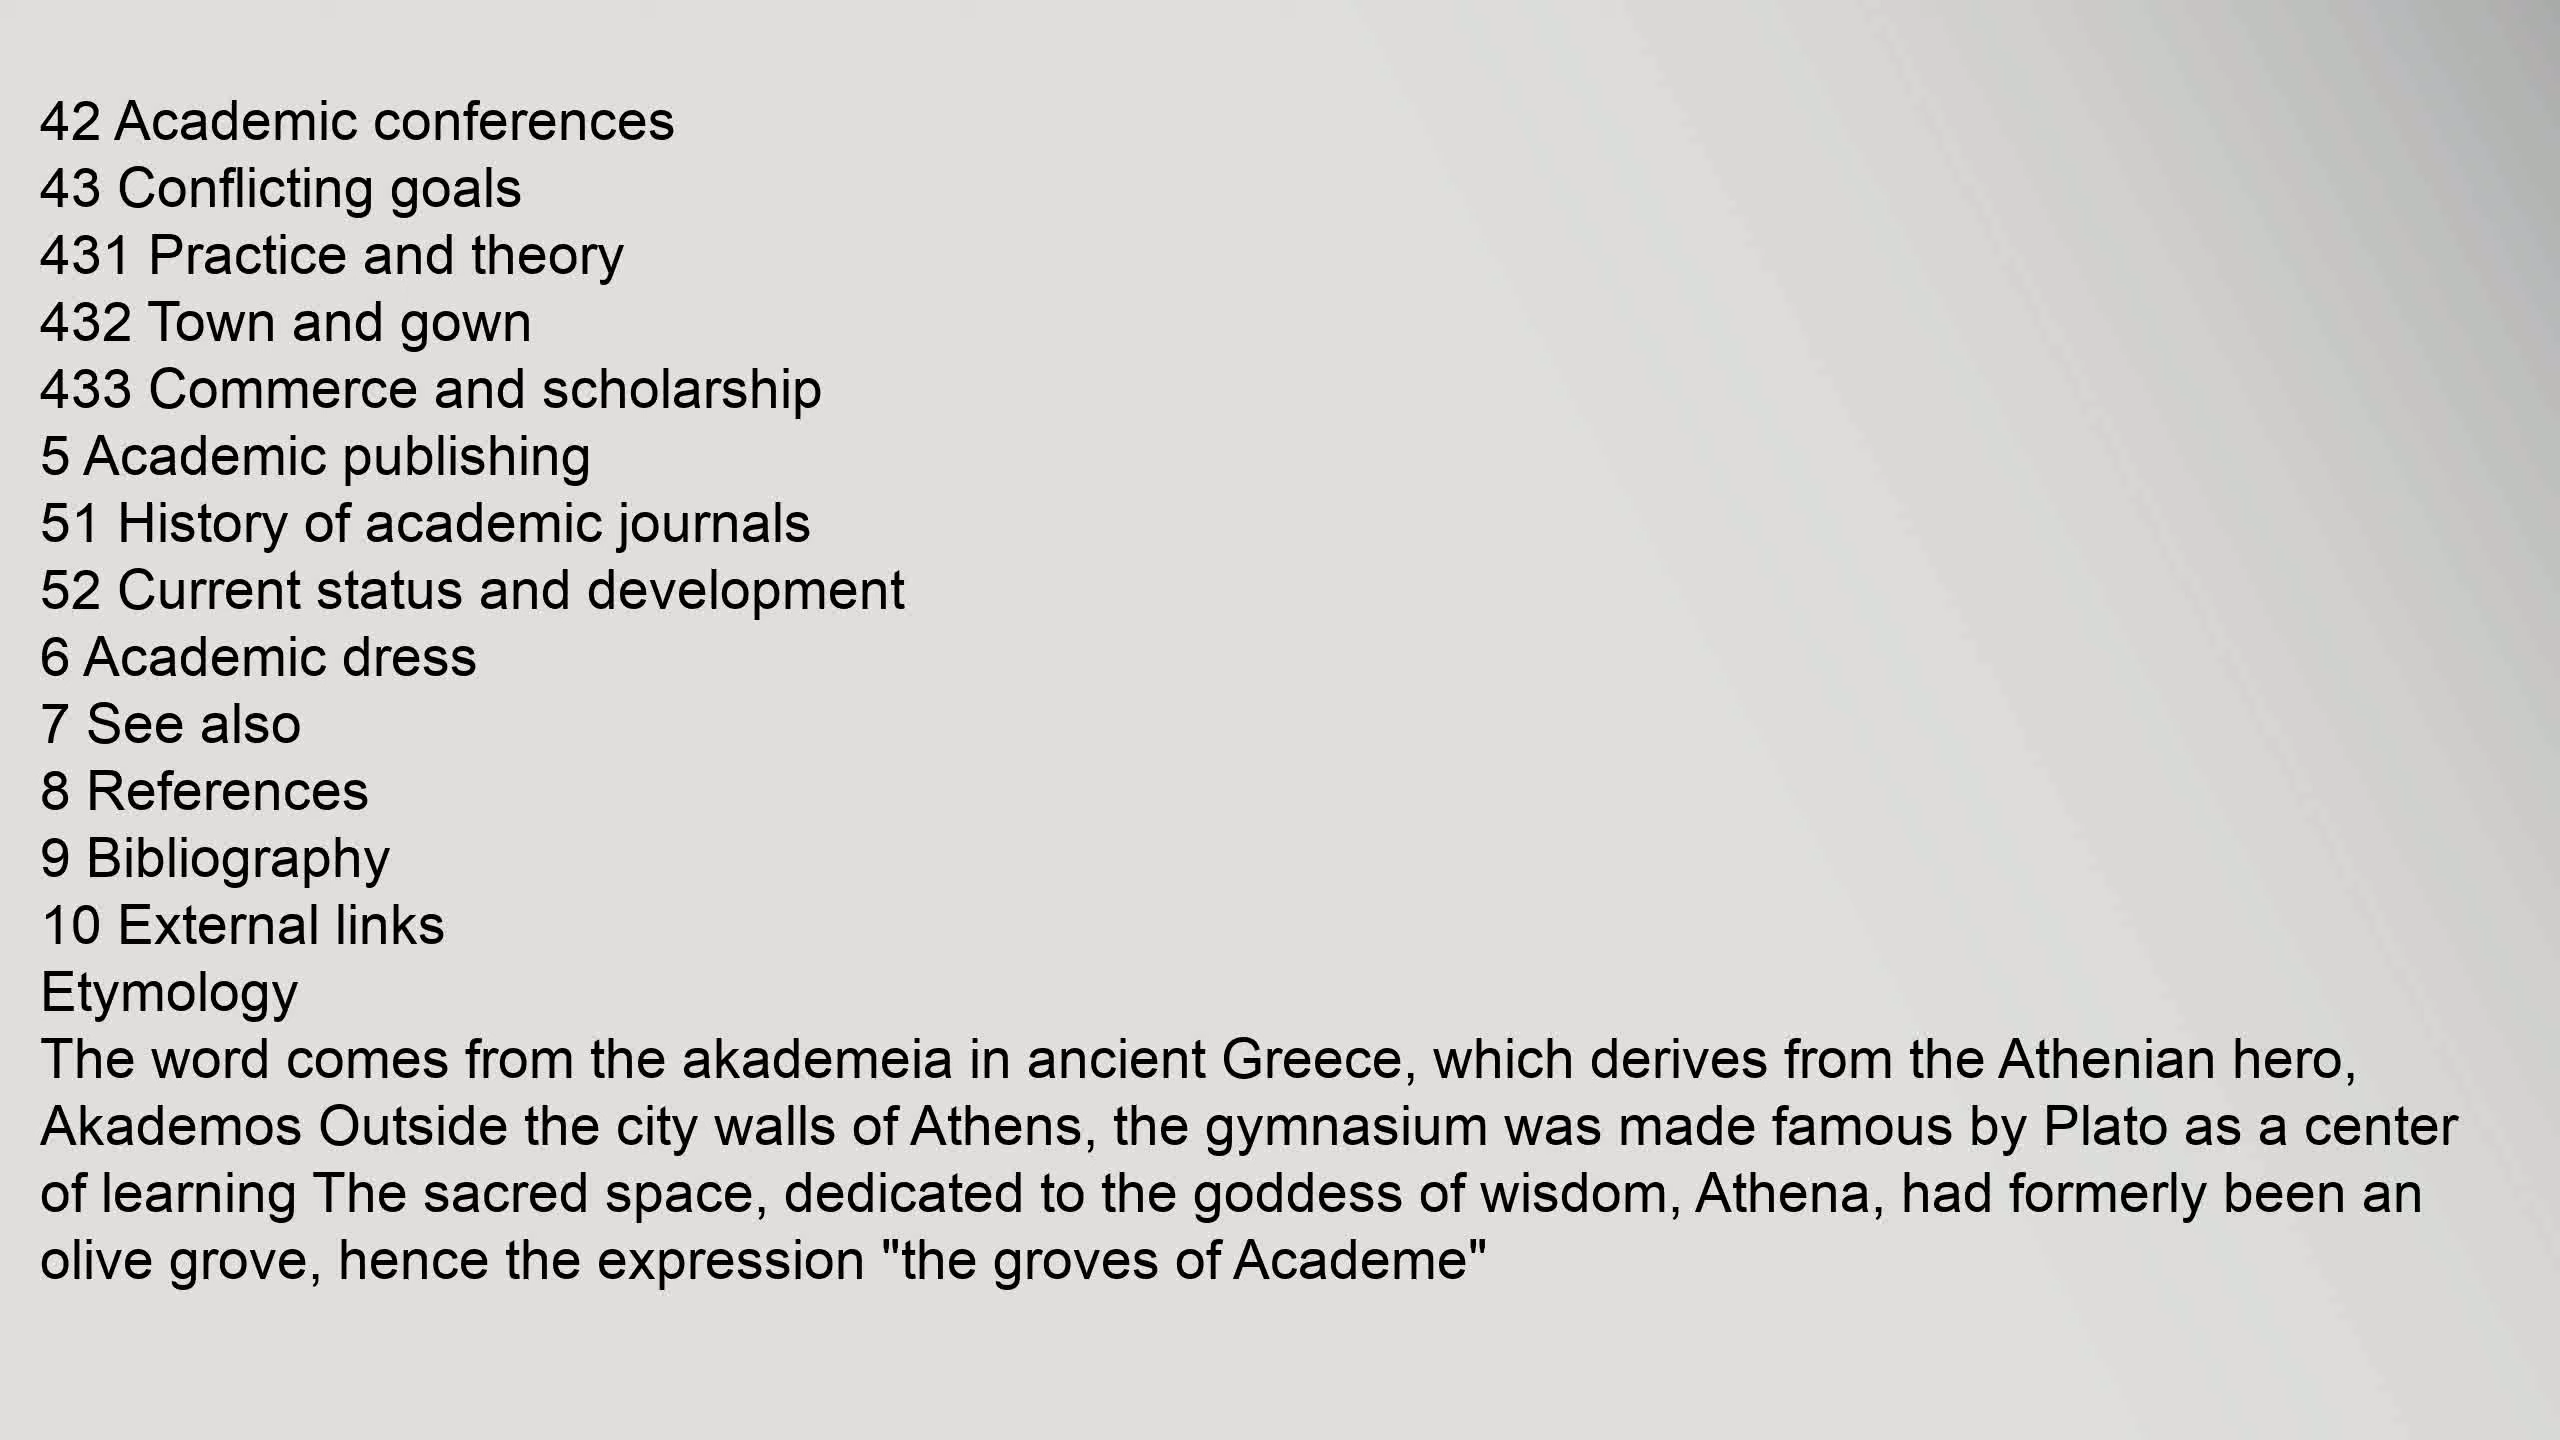 42 Academic conferences
43 Conflicting goals
431 Practice and theory
432 Town and gown
433 Commerce and scholarship
5 Academic publishing
51 History of academic journals
52 Current status and development
6 Academic dress
7 See also
8 References
9 Bibliography
10 External links
Etymology
The word comes from the akademeia in ancient Greece, which derives from the Athenian hero,
Akademos Outside the city walls of Athens, the gymnasium was made famous by Plato as a center
of learning The sacred space, dedicated to the goddess of wisdom, Athena, had formerly been an
olive grove, hence the expression "the groves of Academe"